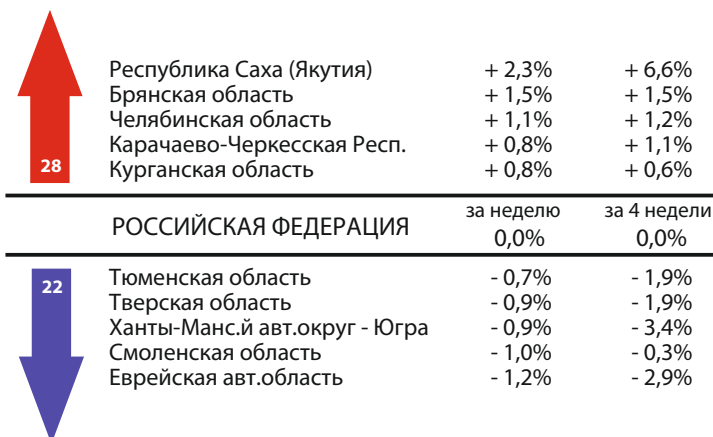 Республика Саха (Якутия) + 2,3% + 6,6%
Брянская область + 1,5% + 1,5%
Челябинская область + 1,1% + 1,2%
Карачаево-Черкесская Респ. + 0,8% + 1,1%
28 Курганская область + 0,8% + 0,6%
за неделю за 4 недели
РОССИЙСКАЯ ФЕДЕРАЦИЯ 0,0% 0,0%
22 Тюменская область - 0,7% - 1,9%
Тверская область - 0,9% - 1,9%
Ханты-Манс.й авт.округ - Югра - 0,9% - 3,4%
Смоленская область - 1,0% - 0,3%
Еврейская авт.область - 1,2% - 2,9%